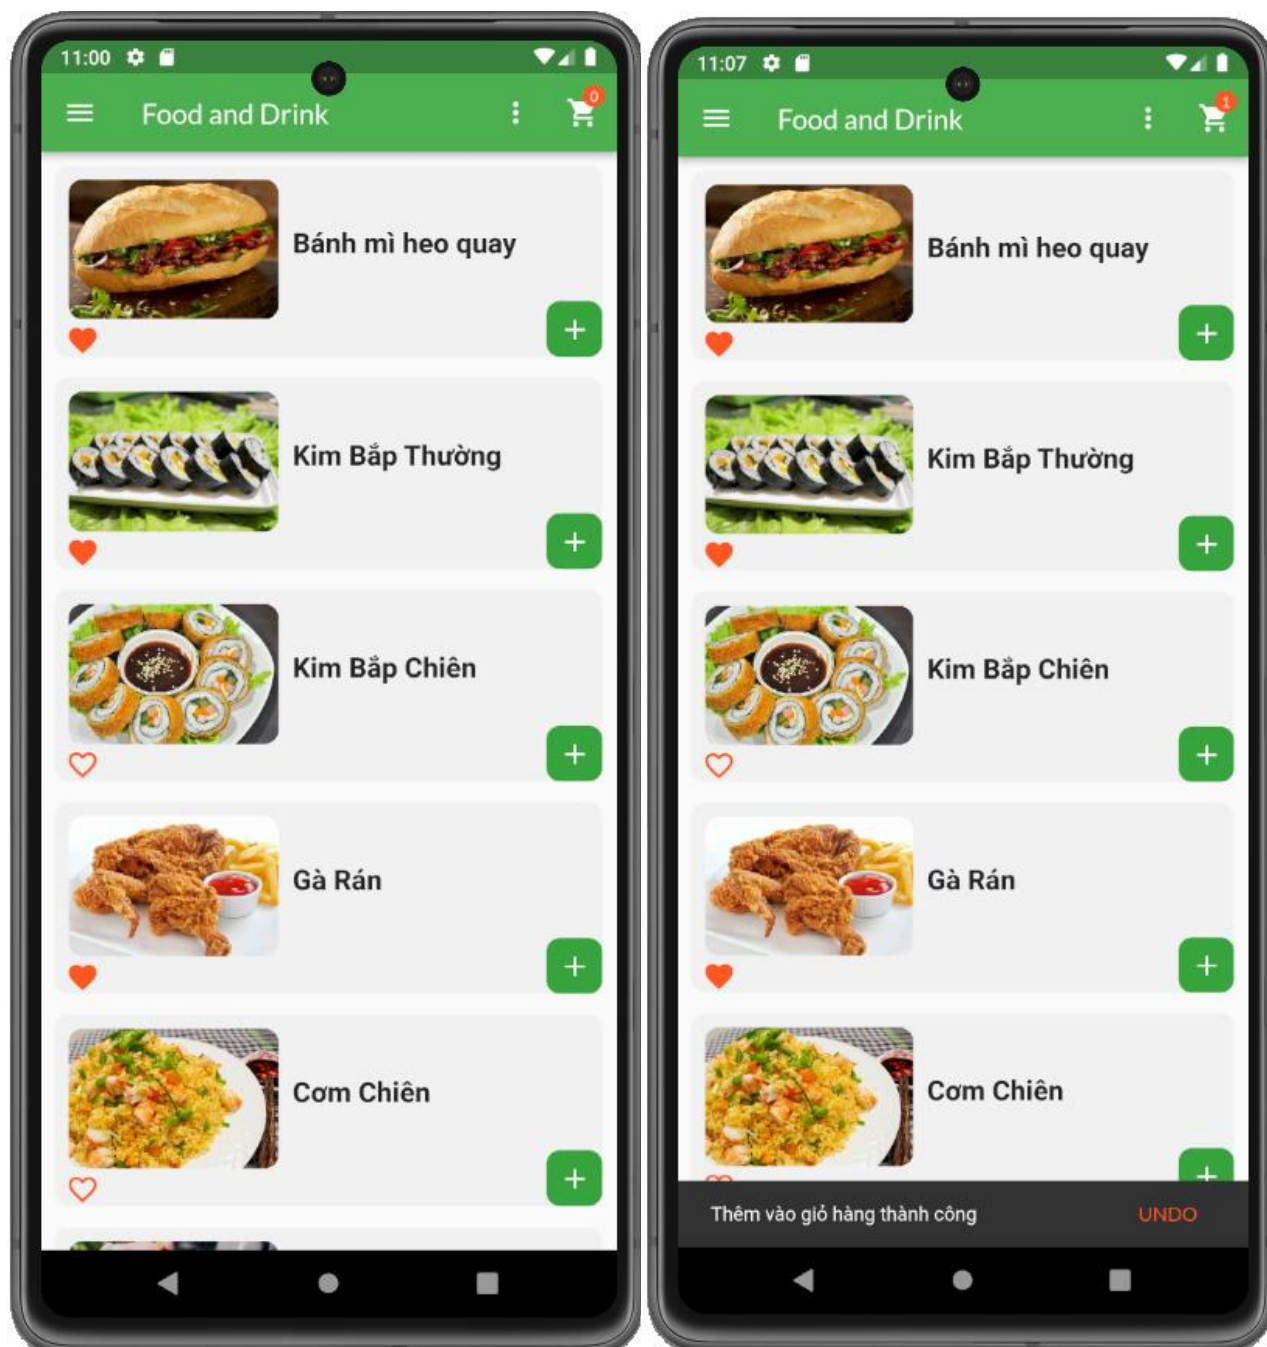 11:00
Food and Drink
0
Bánh mì heo quay
Kim Bắp Thường
Kim Bắp Chiên
Gà Rán
Cơm Chiên
11:07
Food and Drink
1
Bánh mì heo quay
Kim Bắp Thường
Kim Bắp Chiên
Gà Rán
Cơm Chiên
Thêm vào giỏ hàng thành công
UNDO